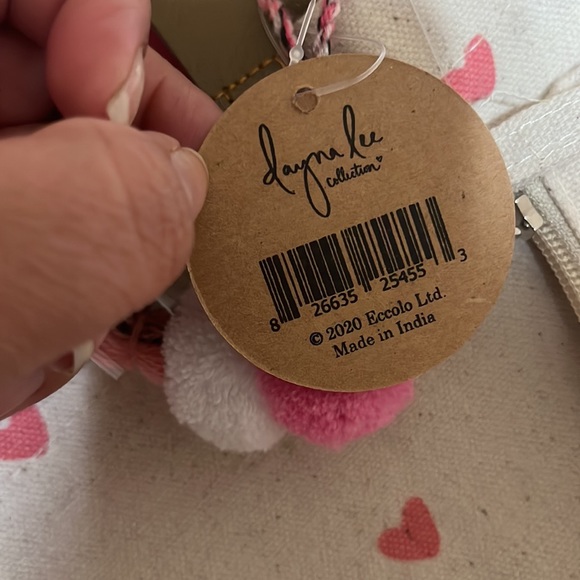 dayna lee
collection
8 26635 25455 3
© 2020 Eccolo Ltd.
Made in India